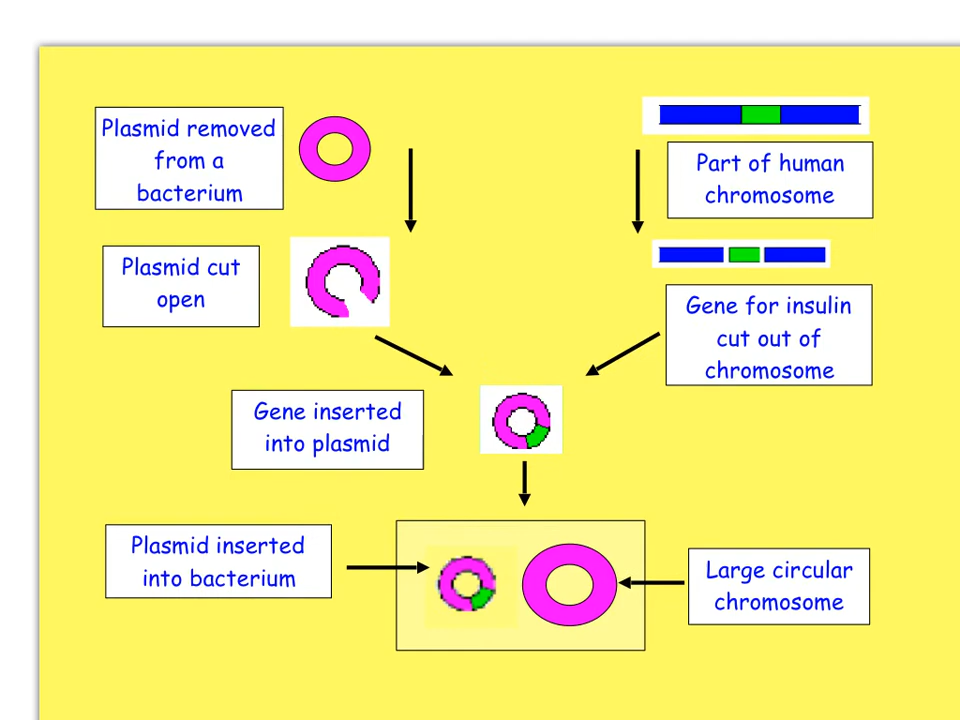 Plasmid removed
from a
bacterium
Part of human
chromosome
Plasmid cut
open
Gene for insulin
cut out of
chromosome
Gene inserted
into plasmid
Plasmid inserted
into bacterium
Large circular
chromosome